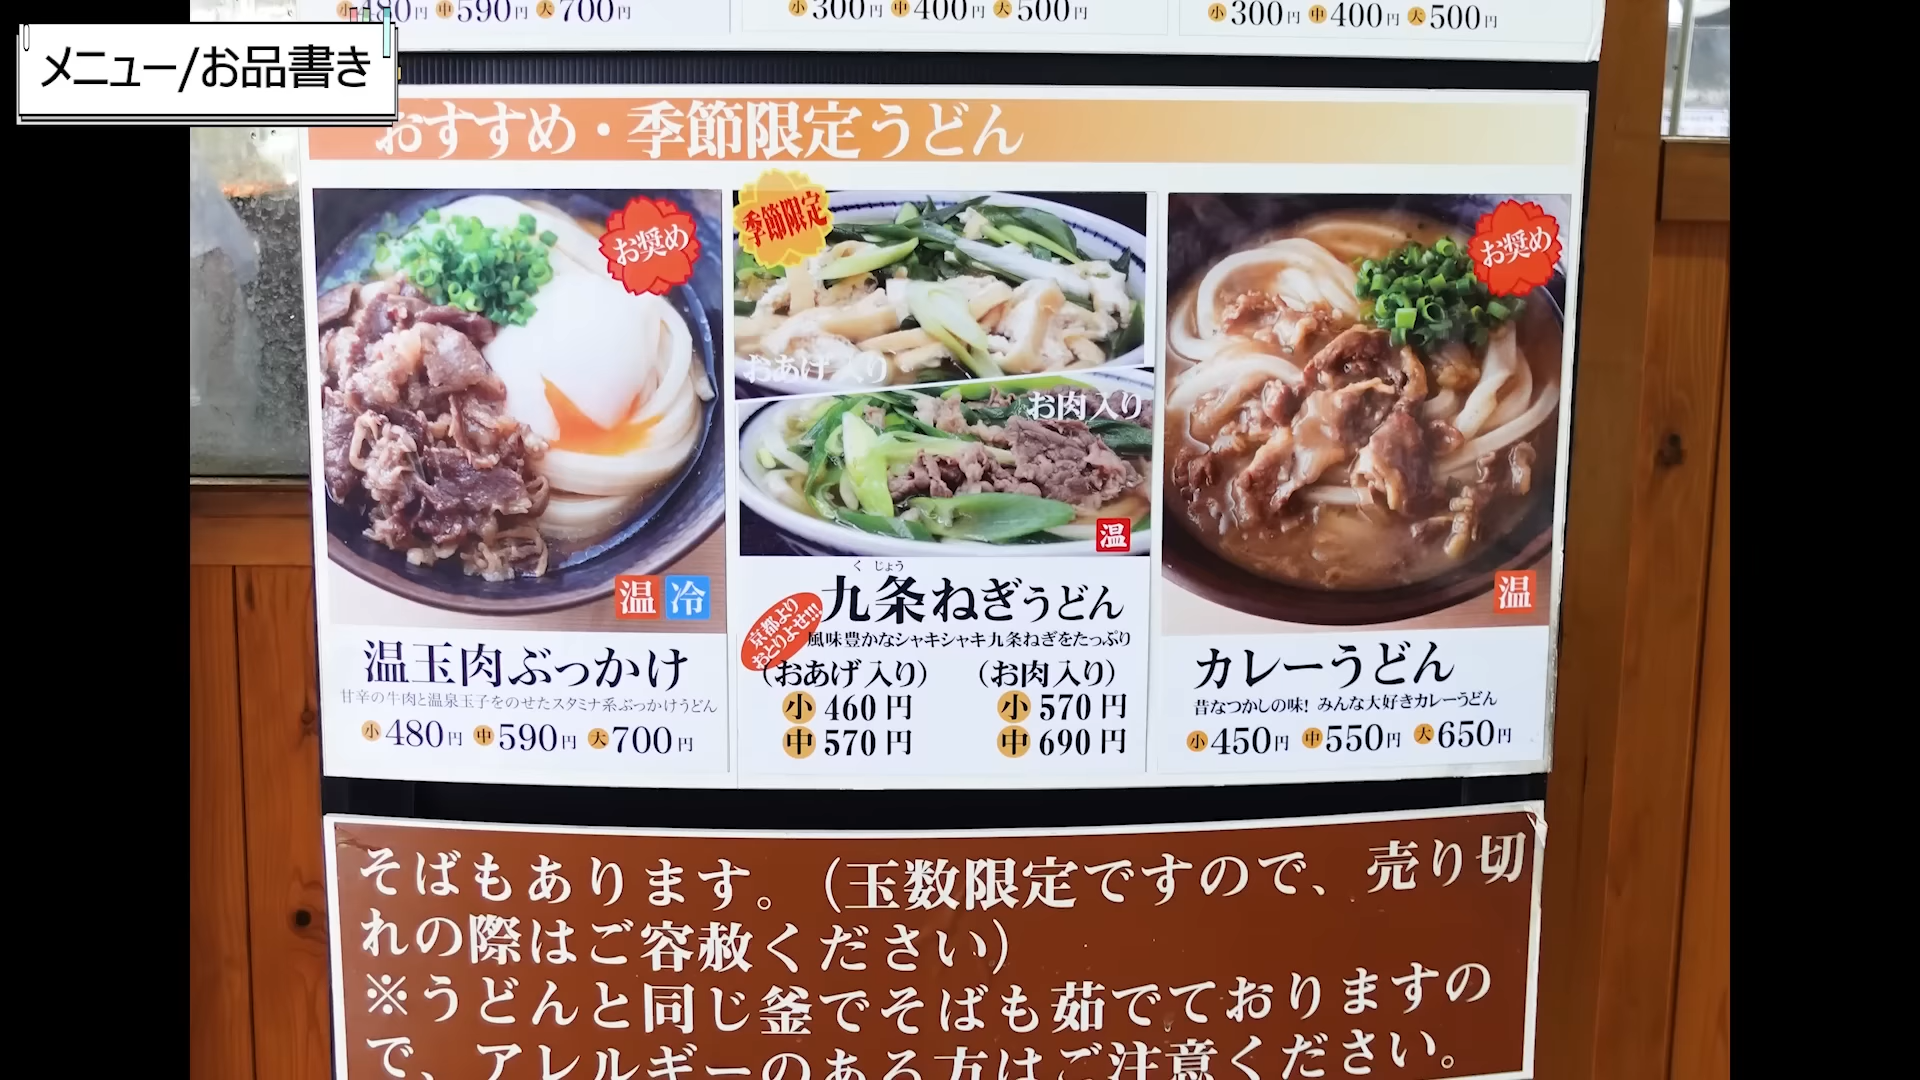 メニュー/お品書き
小480円 中590円 大700円
小300円 中400円 大500円
小300円 中400円 大500円
おすすめ・季節限定うどん
お奨め
温 冷
温玉肉ぶっかけ
甘辛の牛肉と温泉玉子をのせたスタミナ系ぶっかけうどん
小480円 中590円 大700円
季節限定
おあげ入り
お肉入り
温
く じょう
九条ねぎうどん
京都より
おとりよせ!!!
風味豊かなシャキシャキ九条ねぎをたっぷり
(おあげ入り) (お肉入り)
小460円 小570円
中570円 中690円
お奨め
温
カレーうどん
昔なつかしの味! みんな大好きカレーうどん
小450円 中550円 大650円
そばもあります。(玉数限定ですので、売り切
れの際はご容赦ください)
※うどんと同じ釜でそばも茹でておりますの
で、アレルギーのある方はご注意ください。